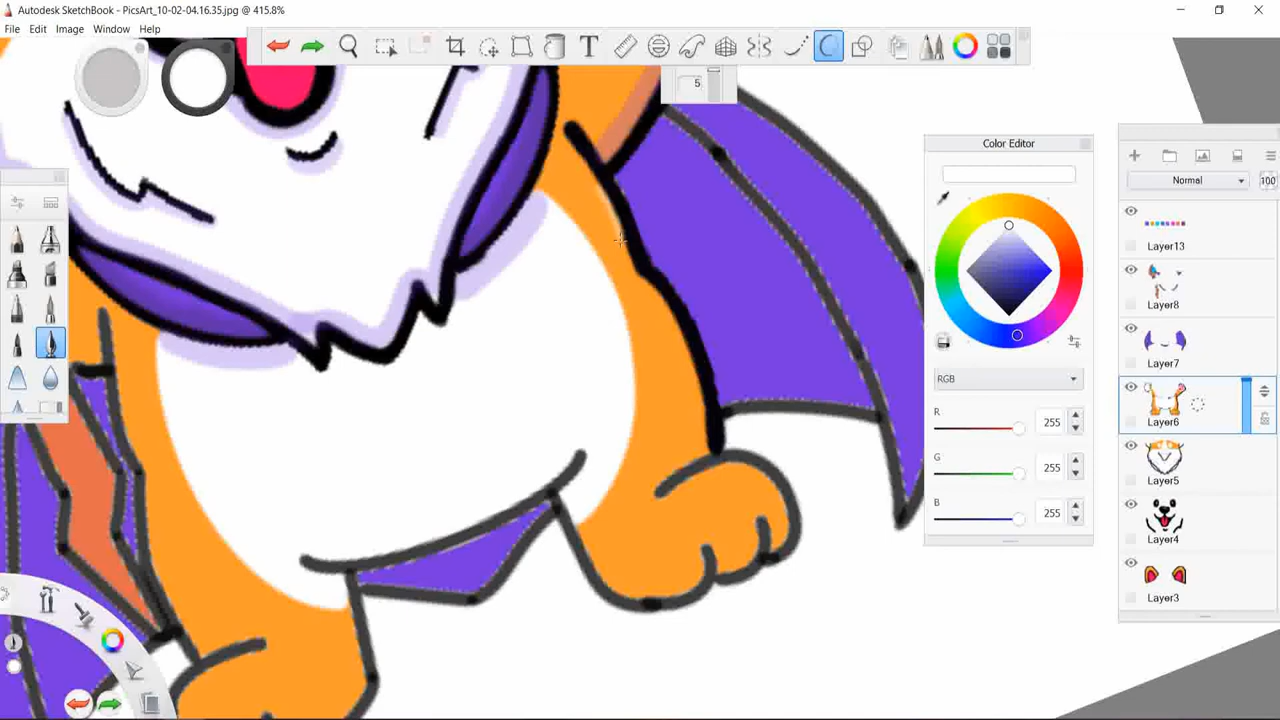 Autodesk SketchBook - PicsArt_10-02-04.16.35.jpg @ 415.8%
File Edit Image Window Help
5
Color Editor
RGB
R 255
G 255
B 255
Normal 100
Layer13
Layer8
Layer7
Layer6
Layer5
Layer4
Layer3